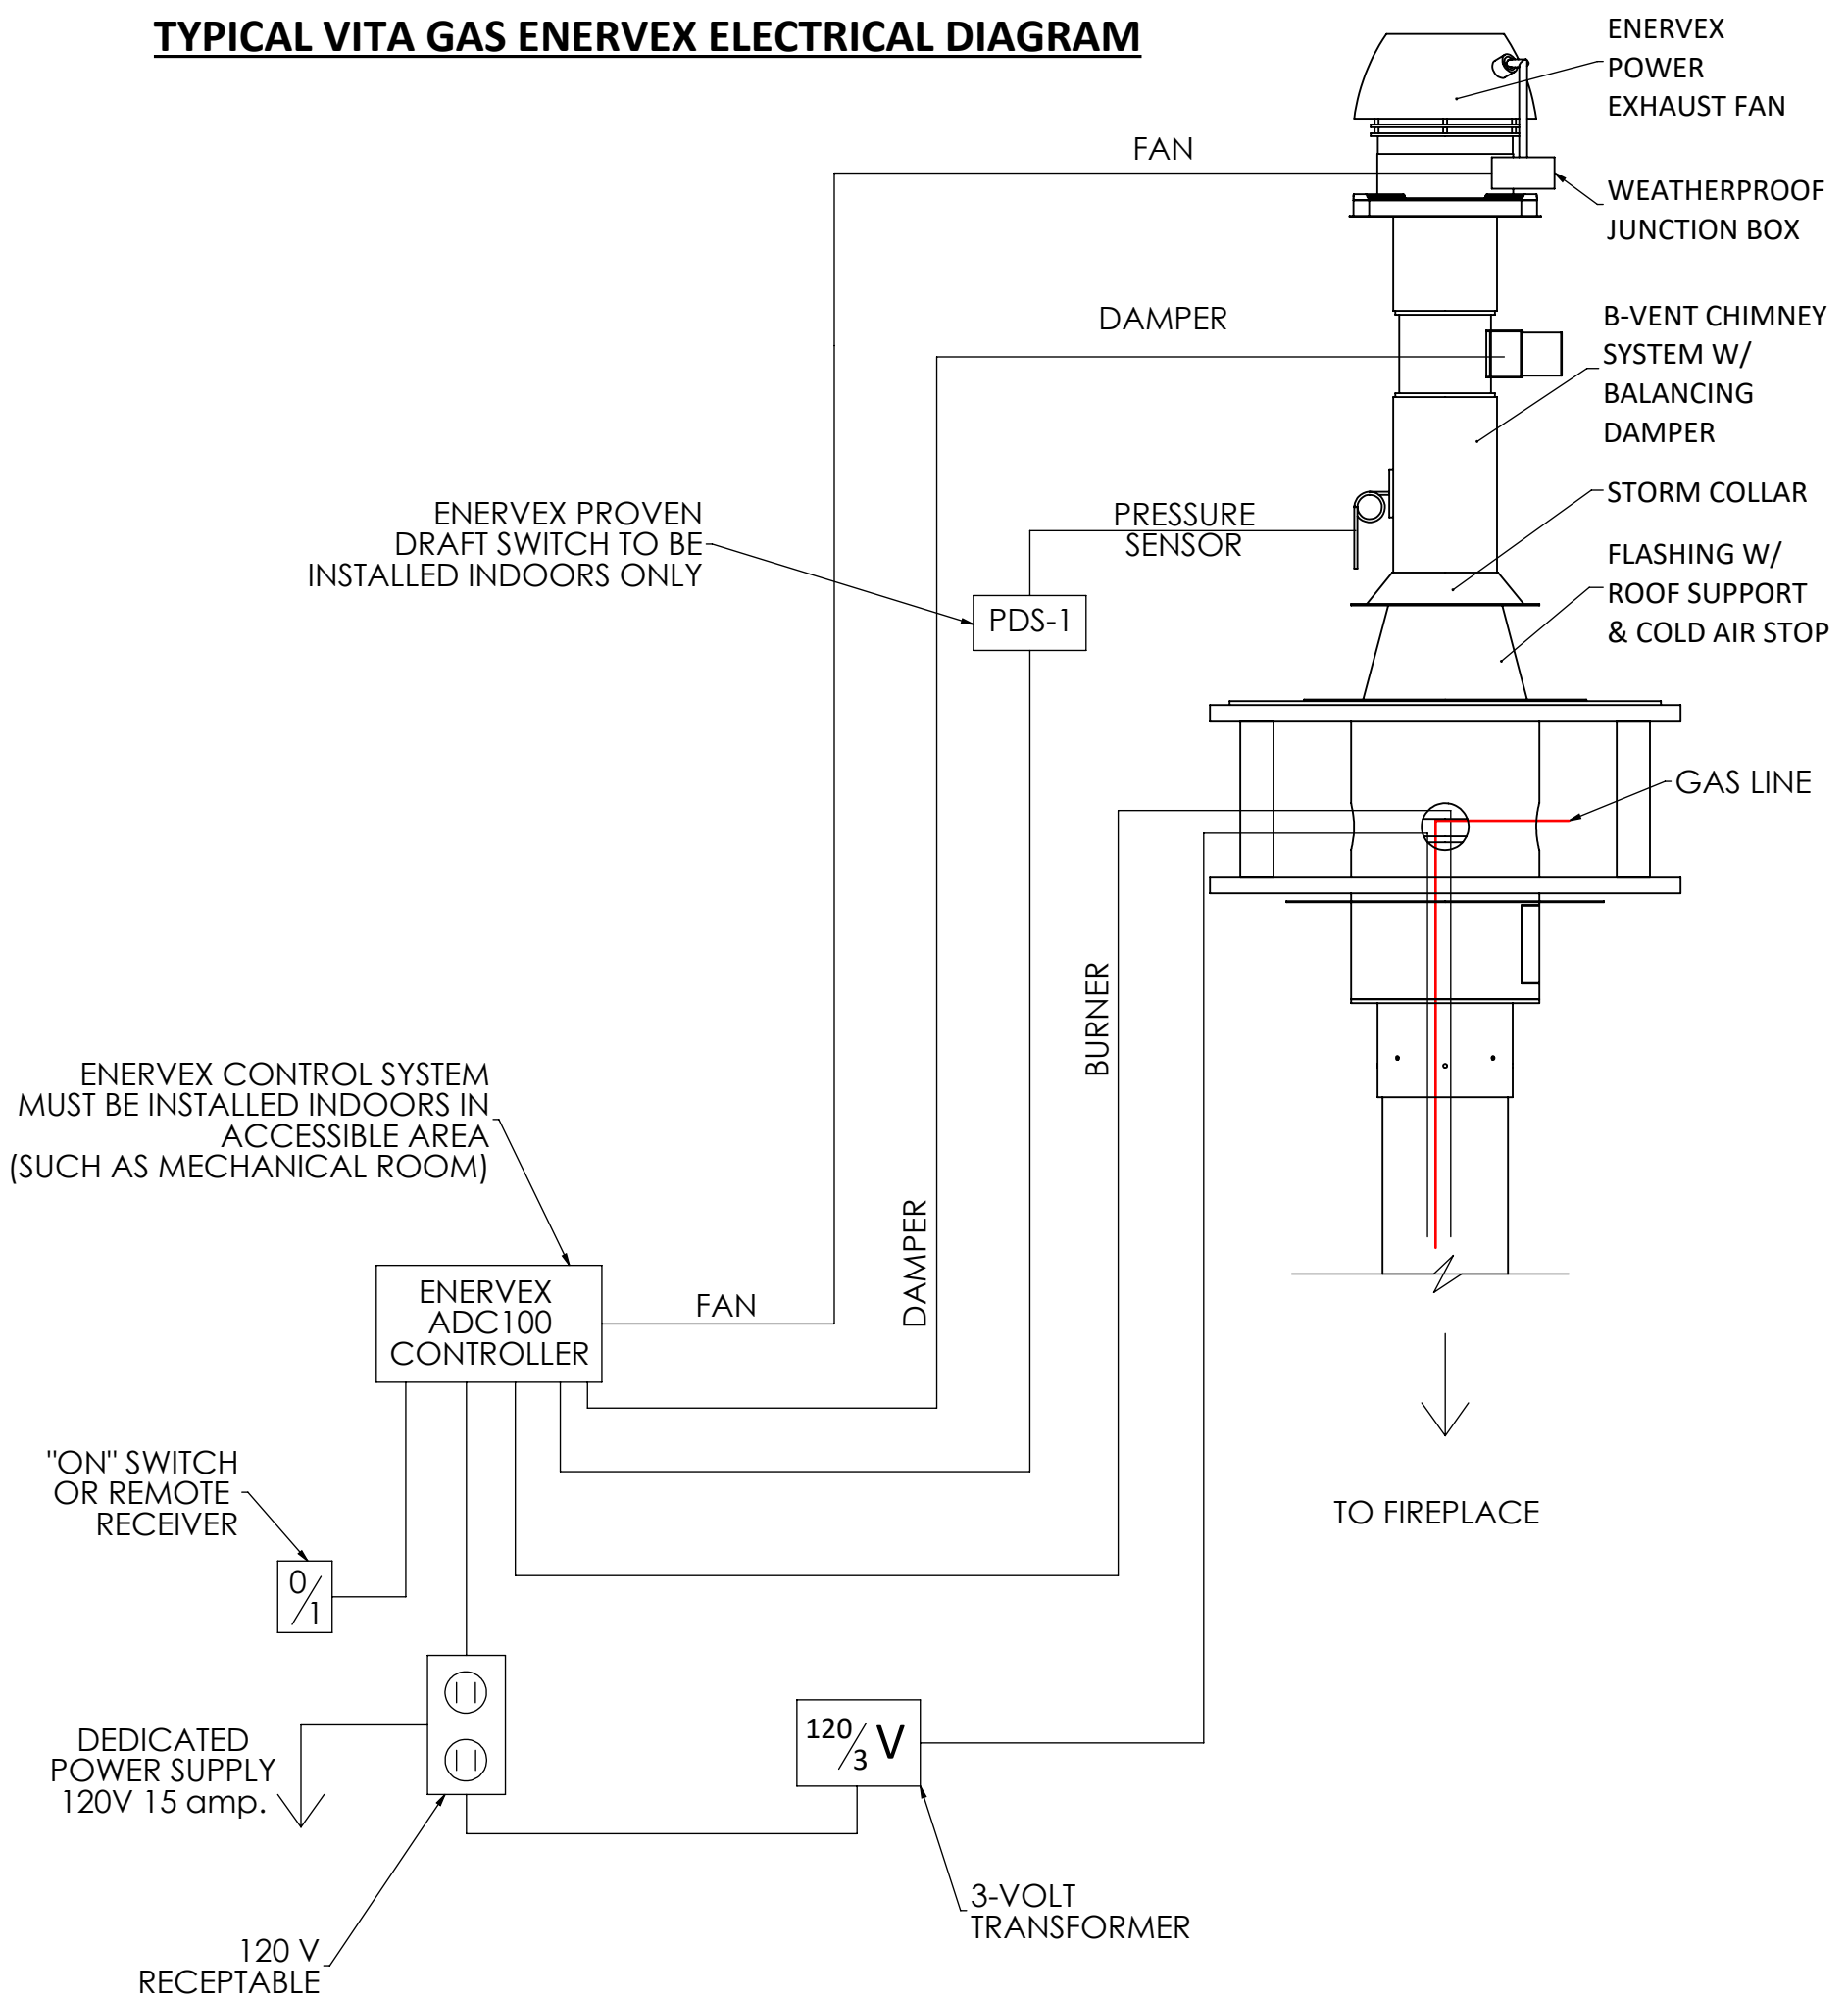 TYPICAL VITA GAS ENERVEX ELECTRICAL DIAGRAM
ENERVEX
POWER
EXHAUST FAN
FAN
WEATHERPROOF
JUNCTION BOX
DAMPER
B-VENT CHIMNEY
SYSTEM W/
BALANCING
DAMPER
STORM COLLAR
ENERVEX PROVEN
DRAFT SWITCH TO BE
INSTALLED INDOORS ONLY
PRESSURE
SENSOR
FLASHING W/
ROOF SUPPORT
& COLD AIR STOP
PDS-1
GAS LINE
BURNER
ENERVEX CONTROL SYSTEM
MUST BE INSTALLED INDOORS IN
ACCESSIBLE AREA
(SUCH AS MECHANICAL ROOM)
DAMPER
ENERVEX
ADC100
CONTROLLER
FAN
"ON" SWITCH
OR REMOTE
RECEIVER
0/1
TO FIREPLACE
DEDICATED
POWER SUPPLY
120V 15 amp.
120/3 V
3-VOLT
TRANSFORMER
120 V
RECEPTABLE